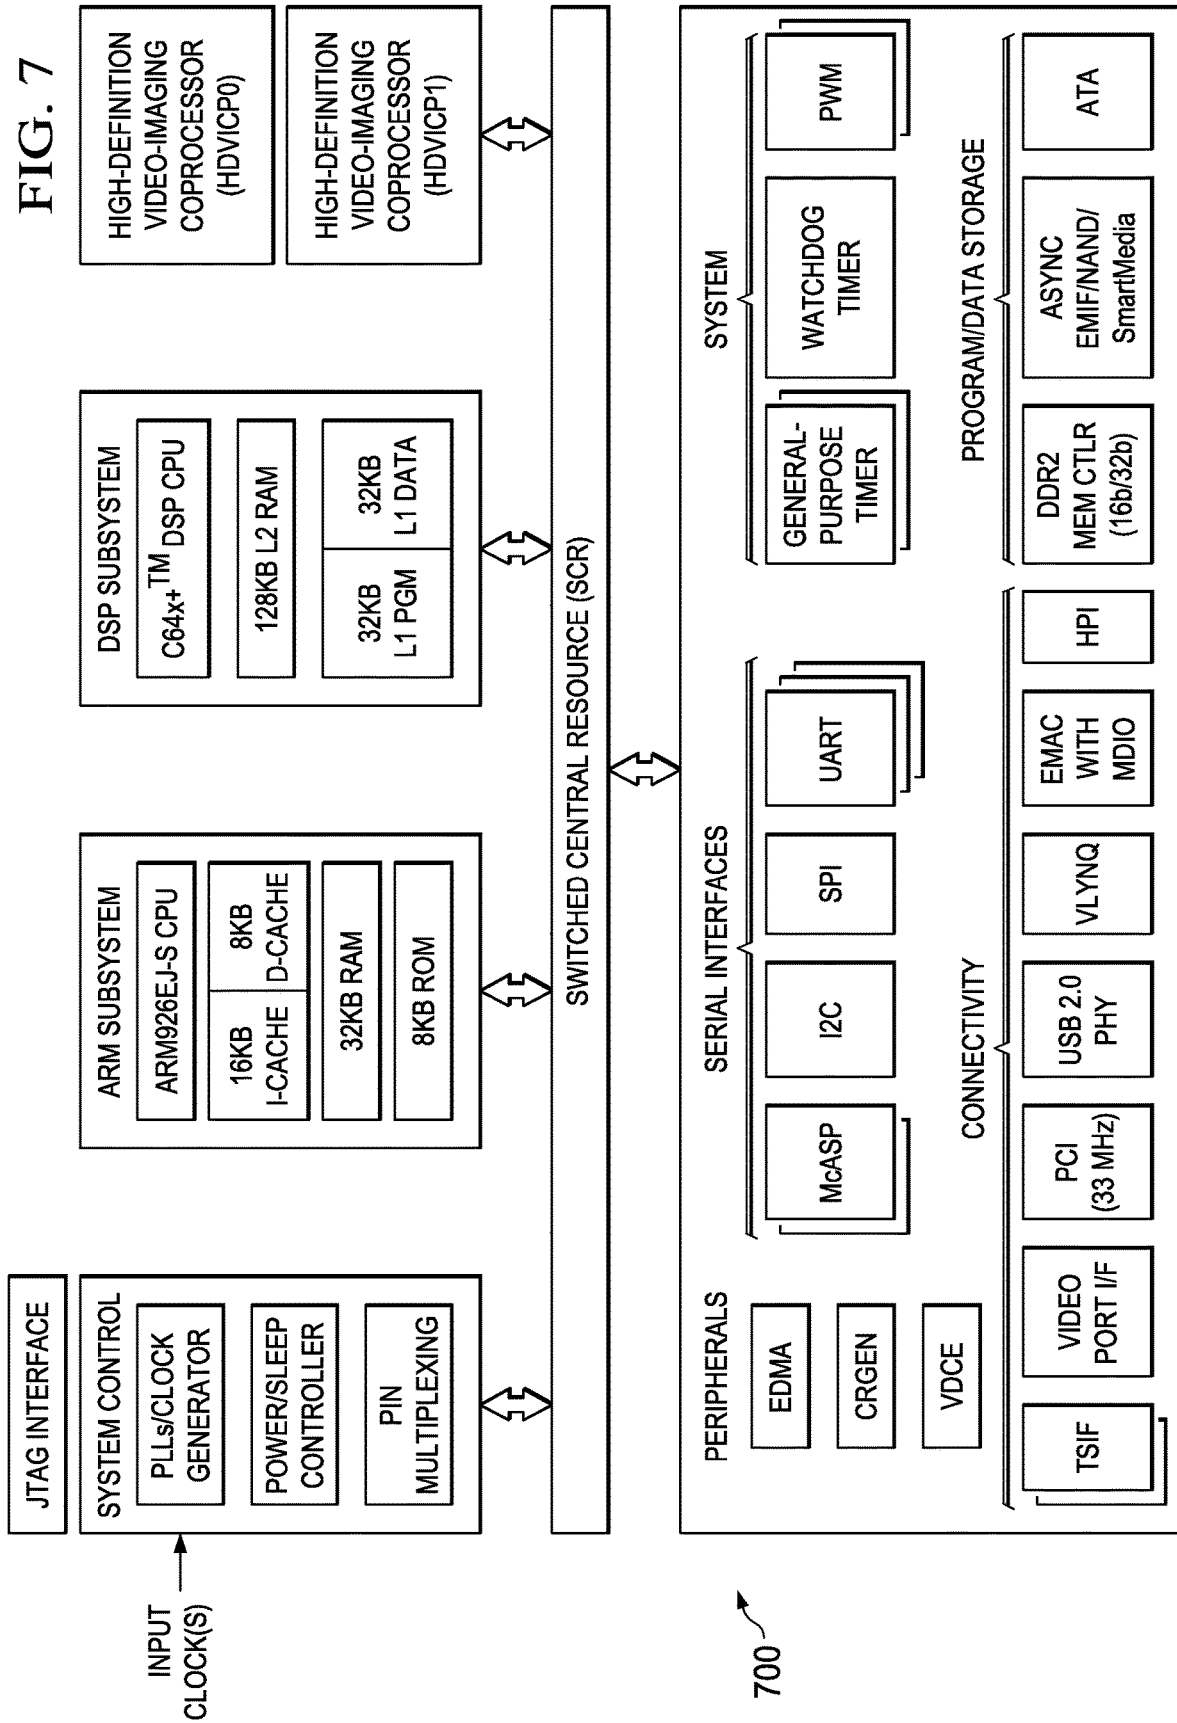 FIG. 7
JTAG INTERFACE
INPUT
CLOCK(S)
SYSTEM CONTROL
PLLs/CLOCK
GENERATOR
POWER/SLEEP
CONTROLLER
PIN
MULTIPLEXING
ARM SUBSYSTEM
ARM926EJ-S CPU
16KB
I-CACHE
8KB
D-CACHE
32KB RAM
8KB ROM
DSP SUBSYSTEM
C64x+™ DSP CPU
128KB L2 RAM
32KB
L1 PGM
32KB
L1 DATA
HIGH-DEFINITION
VIDEO-IMAGING
COPROCESSOR
(HDVICP0)
HIGH-DEFINITION
VIDEO-IMAGING
COPROCESSOR
(HDVICP1)
SWITCHED CENTRAL RESOURCE (SCR)
700
PERIPHERALS
EDMA
CRGEN
VDCE
SERIAL INTERFACES
McASP
I2C
SPI
UART
SYSTEM
GENERAL-
PURPOSE
TIMER
WATCHDOG
TIMER
PWM
CONNECTIVITY
TSIF
VIDEO
PORT I/F
PCI
(33 MHz)
USB 2.0
PHY
VLYNQ
EMAC
WITH
MDIO
HPI
PROGRAM/DATA STORAGE
DDR2
MEM CTLR
(16b/32b)
ASYNC
EMIF/NAND/
SmartMedia
ATA